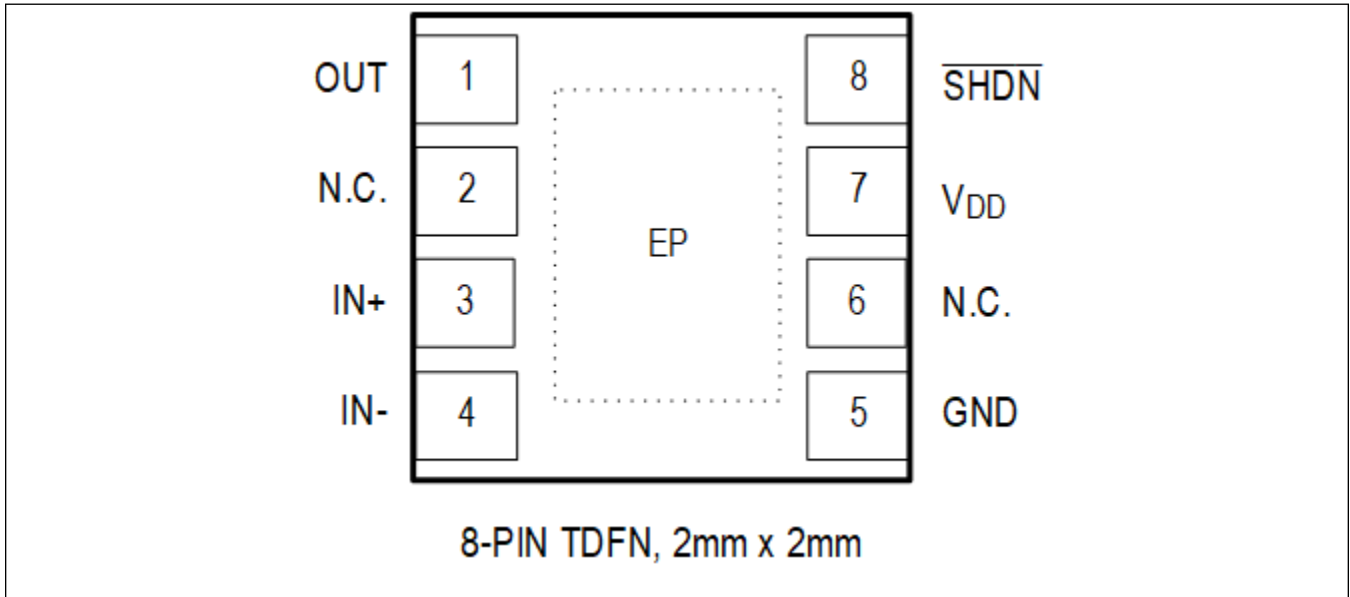 OUT 1 8 SHDN
N.C. 2 7 VDD
EP
IN+ 3 6 N.C.
IN- 4 5 GND
8-PIN TDFN, 2mm x 2mm